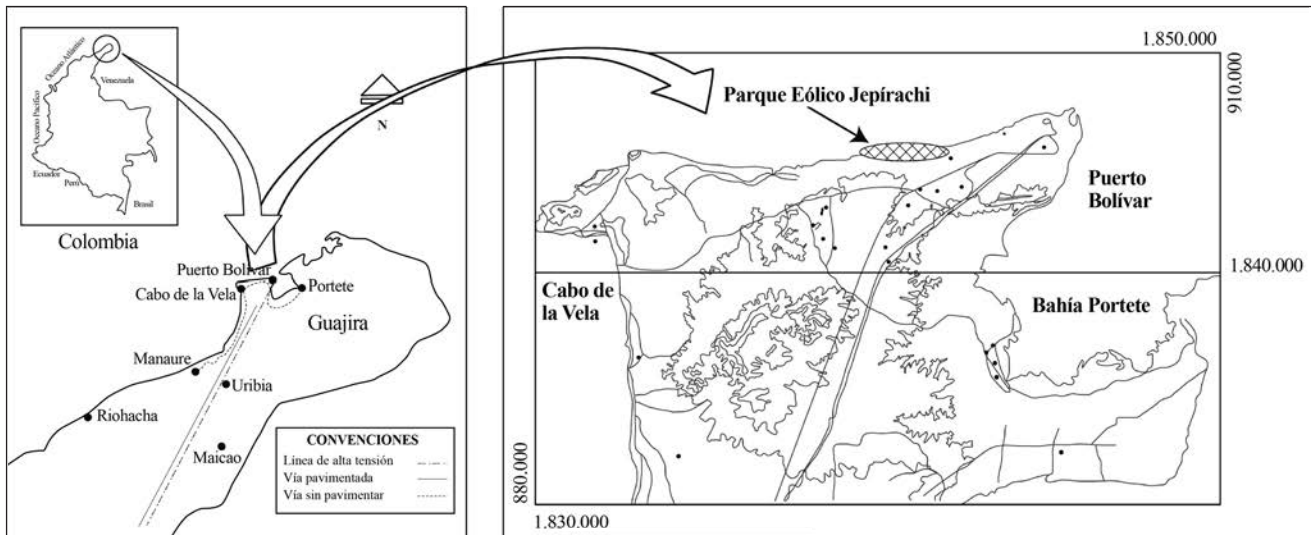 Oceano Atlántico
Venezuela
Oceano Pacífico
Ecuador
Perú
Brasil
Colombia
N
Puerto Bolívar
Cabo de la Vela
Portete
Guajira
Manaure
Uribia
Riohacha
Maicao
CONVENCIONES
Línea de alta tensión
Vía pavimentada
Vía sin pavimentar
1.850.000
910.000
Parque Eólico Jepírachi
Puerto
Bolívar
1.840.000
Cabo de
la Vela
Bahía Portete
880.000
1.830.000